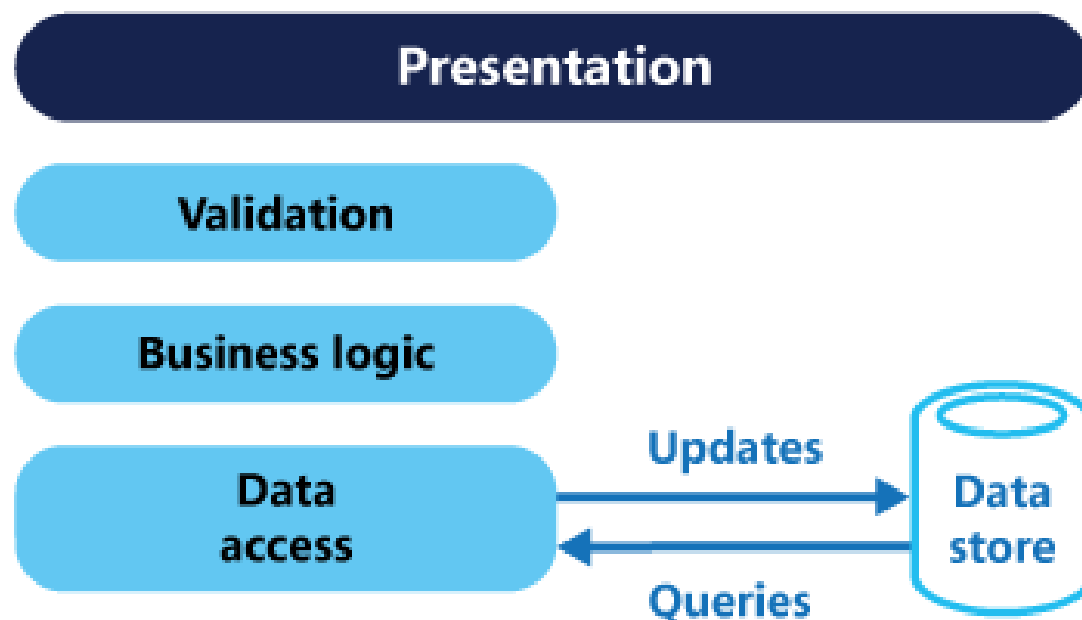 Presentation
Validation
Business logic
Data
access
Updates
Queries
Data
store